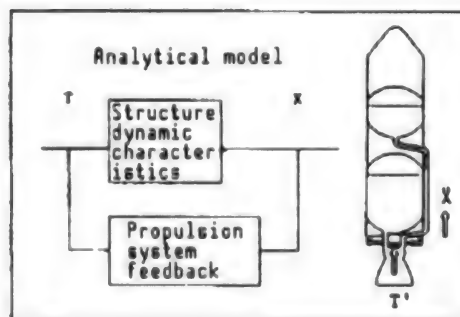 Analytical model
T
x
Structure
dynamic
character
istics
Propulsion
system
feedback
X
T'